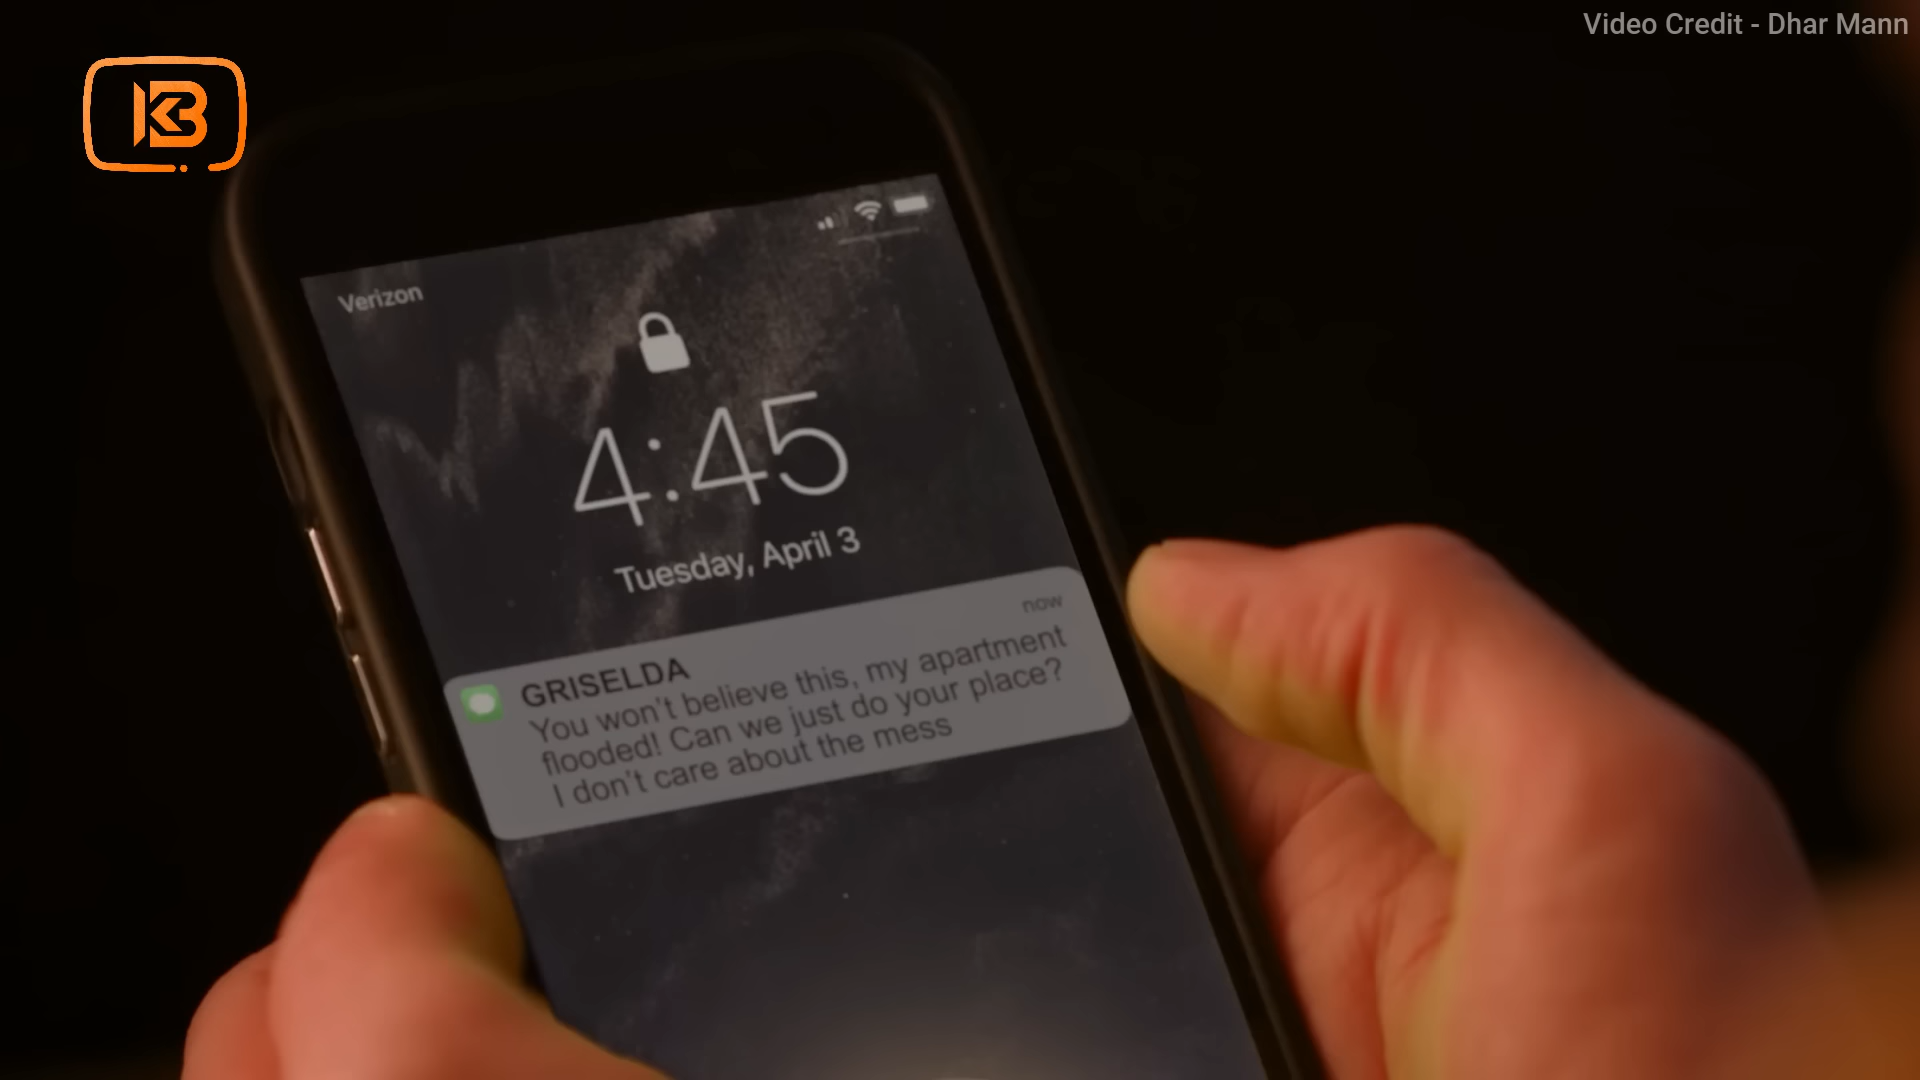 Video Credit - Dhar Mann
KB
Verizon
4:45
Tuesday, April 3
now
GRISELDA
You won't believe this, my apartment
flooded! Can we just do your place?
I don't care about the mess